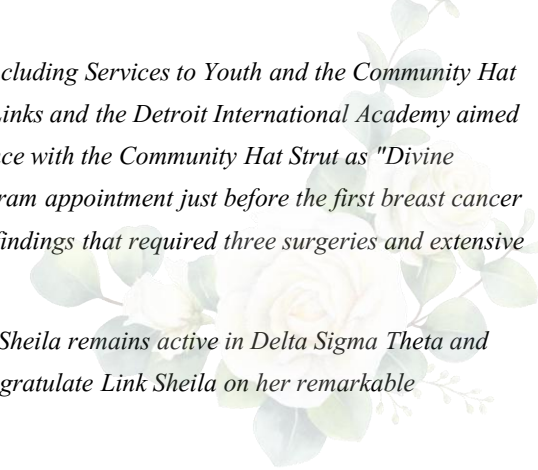 cluding Services to Youth and the Community Hat
inks and the Detroit International Academy aimed
nce with the Community Hat Strut as "Divine
ram appointment just before the first breast cancer
findings that required three surgeries and extensive
Sheila remains active in Delta Sigma Theta and
gratulate Link Sheila on her remarkable